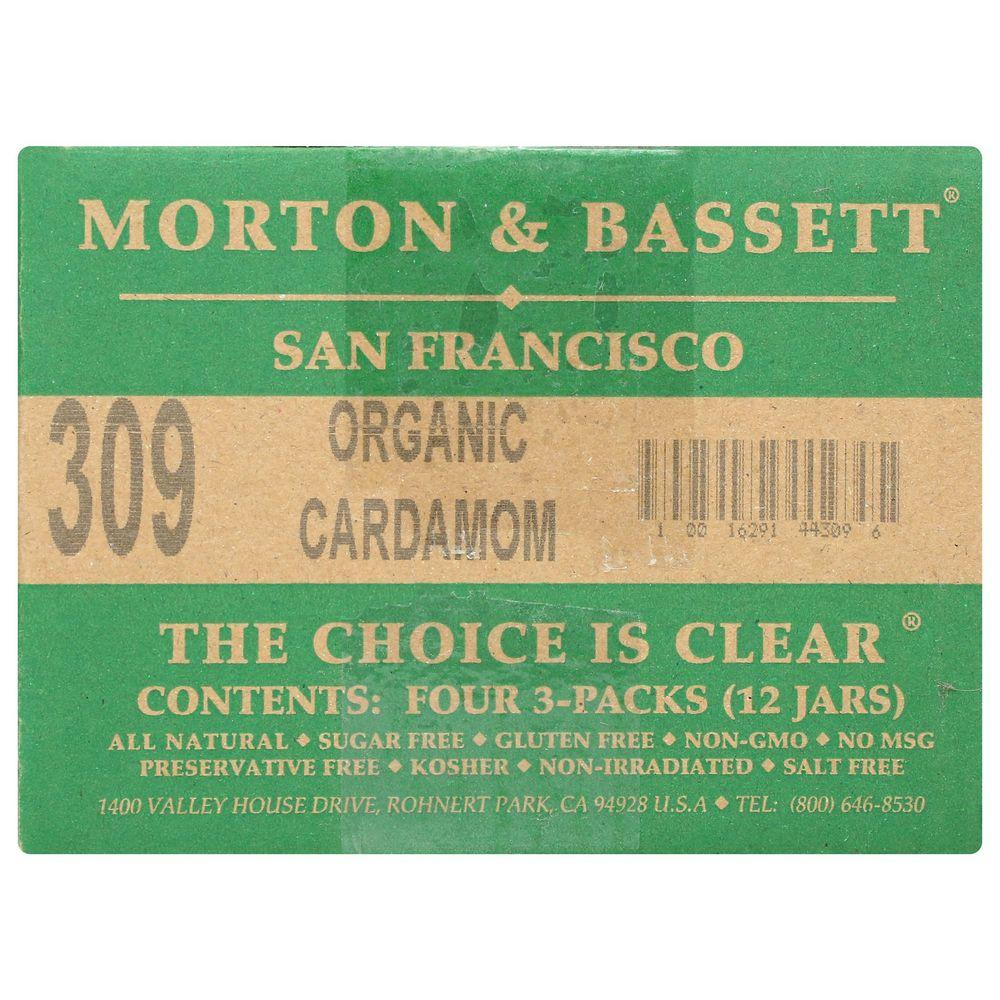 MORTON & BASSETT®
SAN FRANCISCO
309
ORGANIC
CARDAMOM
1 00 16291 44309 6
THE CHOICE IS CLEAR®
CONTENTS: FOUR 3-PACKS (12 JARS)
ALL NATURAL ◆ SUGAR FREE ◆ GLUTEN FREE ◆ NON-GMO ◆ NO MSG
PRESERVATIVE FREE ◆ KOSHER ◆ NON-IRRADIATED ◆ SALT FREE
1400 VALLEY HOUSE DRIVE, ROHNERT PARK, CA 94928 U.S.A ◆ TEL: (800) 646-8530